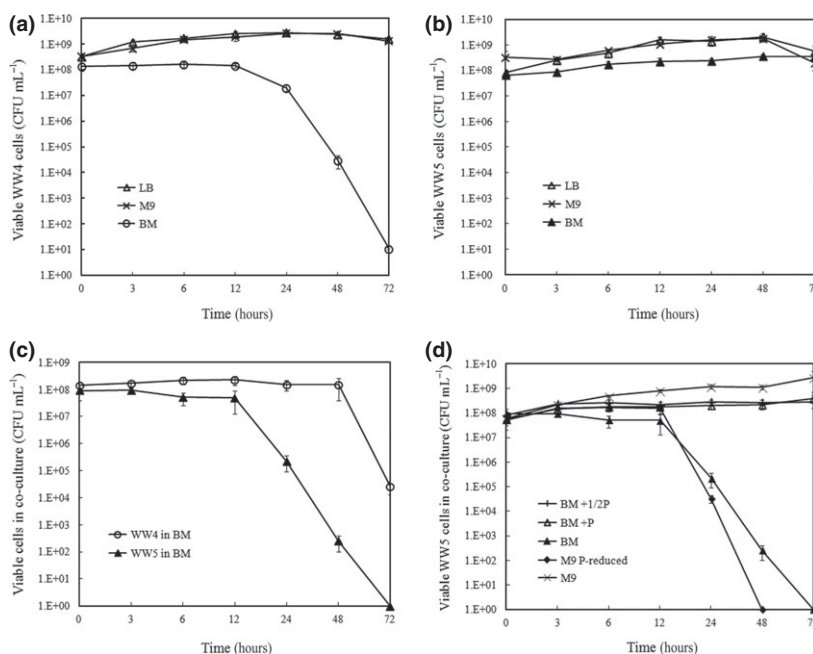 (a)
Viable WW4 cells (CFU mL⁻¹)
1.E+10
1.E+09
1.E+08
1.E+07
1.E+06
1.E+05
1.E+04
1.E+03
1.E+02
1.E+01
1.E+00
LB
M9
BM
0 3 6 12 24 48 72
Time (hours)
(b)
Viable WW5 cells (CFU mL⁻¹)
1.E+10
1.E+09
1.E+08
1.E+07
1.E+06
1.E+05
1.E+04
1.E+03
1.E+02
1.E+01
1.E+00
LB
M9
BM
0 3 6 12 24 48 7
Time (hours)
(c)
Viable cells in co-culture (CFU mL⁻¹)
1.E+09
1.E+08
1.E+07
1.E+06
1.E+05
1.E+04
1.E+03
1.E+02
1.E+01
1.E+00
WW4 in BM
WW5 in BM
0 3 6 12 24 48 72
Time (hours)
(d)
Viable WW5 cells in co-culture (CFU mL⁻¹)
1.E+10
1.E+09
1.E+08
1.E+07
1.E+06
1.E+05
1.E+04
1.E+03
1.E+02
1.E+01
1.E+00
BM +1/2P
BM +P
BM
M9 P-reduced
M9
0 3 6 12 24 48 72
Time (hours)